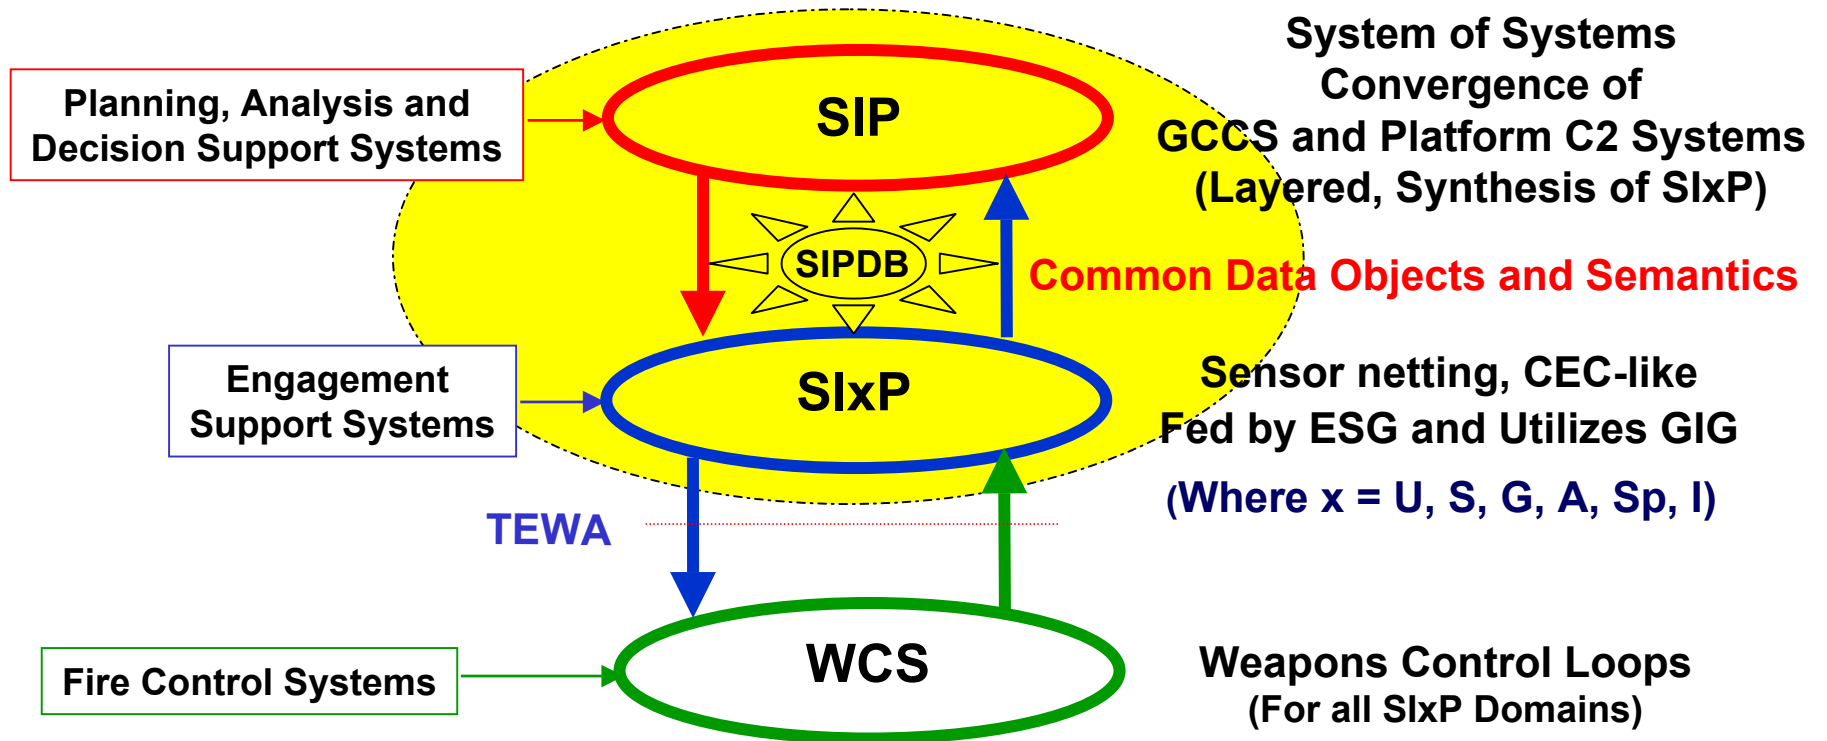 System of Systems
Convergence of
GCCS and Platform C2 Systems
(Layered, Synthesis of SIxP)
Planning, Analysis and
Decision Support Systems
SIP
SIPDB
Common Data Objects and Semantics
Engagement
Support Systems
SIxP
Sensor netting, CEC-like
Fed by ESG and Utilizes GIG
(Where x = U, S, G, A, Sp, I)
TEWA
Fire Control Systems
WCS
Weapons Control Loops
(For all SIxP Domains)